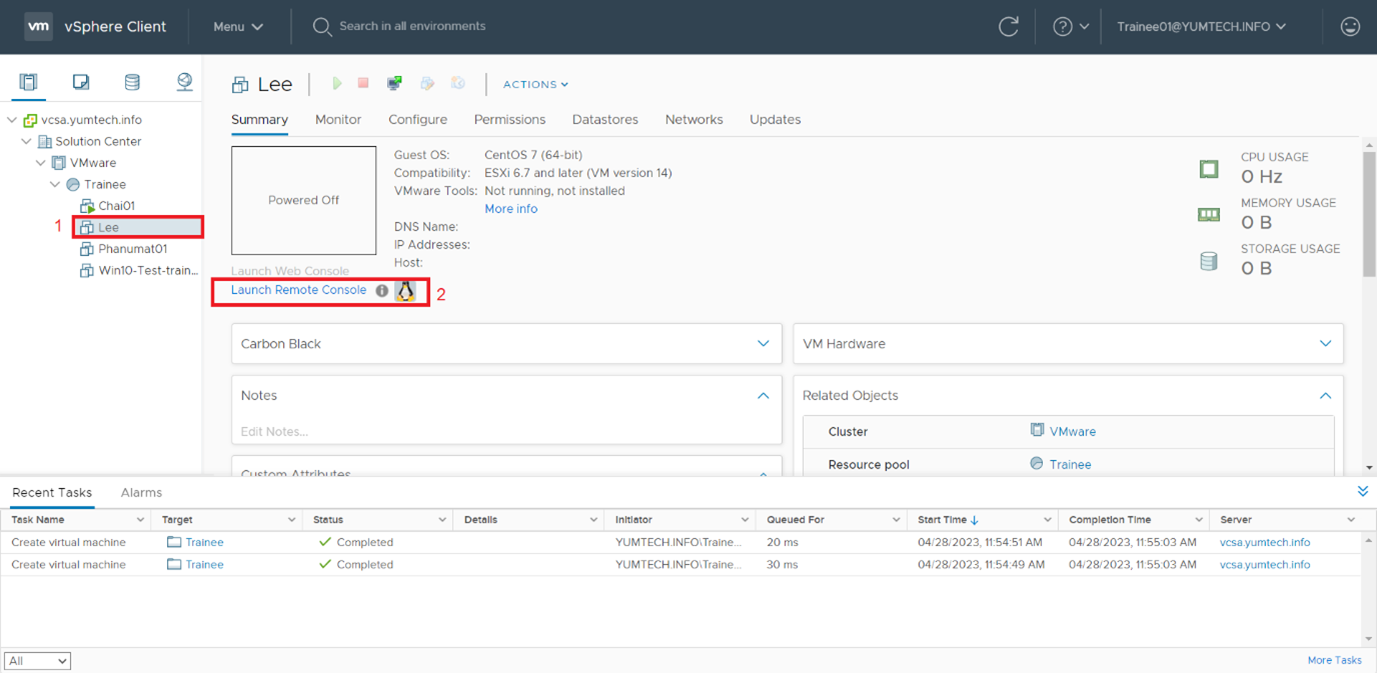 vm vSphere Client Menu Search in all environments Trainee01@YUMTECH.INFO
Lee ACTIONS
Summary Monitor Configure Permissions Datastores Networks Updates
vcsa.yumtech.info
Solution Center
VMware
Trainee
Chai01
1 Lee
Phanumat01
Win10-Test-train...
Powered Off
Guest OS: CentOS 7 (64-bit)
Compatibility: ESXi 6.7 and later (VM version 14)
VMware Tools: Not running, not installed
More info
DNS Name:
IP Addresses:
Host:
Launch Web Console
Launch Remote Console 2
CPU USAGE
0 Hz
MEMORY USAGE
0 B
STORAGE USAGE
0 B
Carbon Black
VM Hardware
Notes
Edit Notes...
Custom Attributes
Related Objects
Cluster VMware
Resource pool Trainee
Recent Tasks Alarms
Task Name Target Status Details Initiator Queued For Start Time Completion Time Server
Create virtual machine Trainee Completed YUMTECH.INFO\Traine... 20 ms 04/28/2023, 11:54:51 AM 04/28/2023, 11:55:03 AM vcsa.yumtech.info
Create virtual machine Trainee Completed YUMTECH.INFO\Traine... 30 ms 04/28/2023, 11:54:49 AM 04/28/2023, 11:55:03 AM vcsa.yumtech.info
All More Tasks